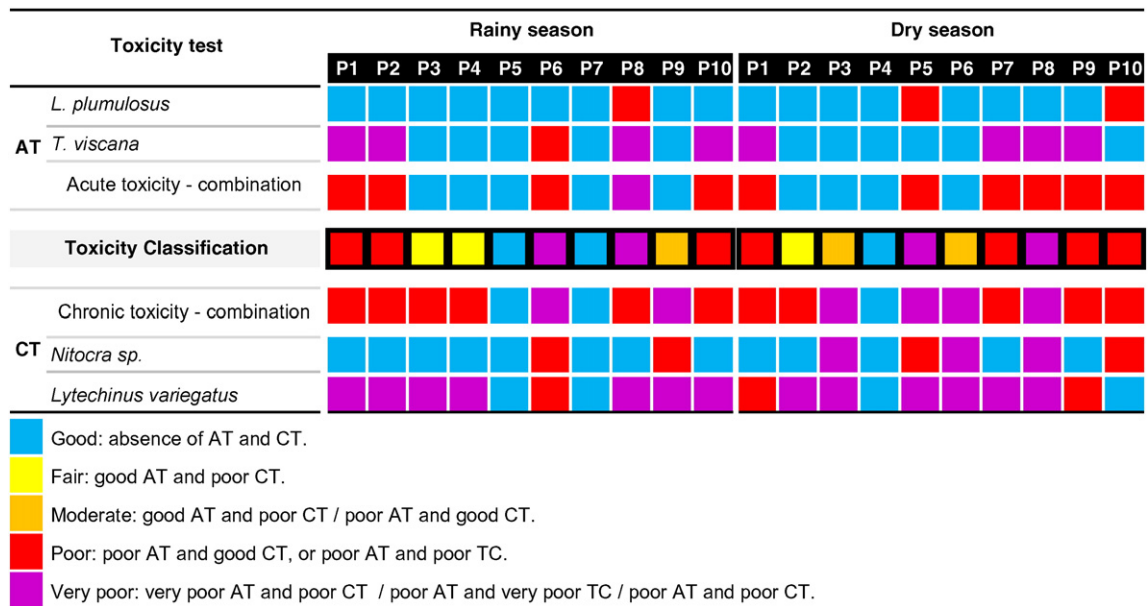 Toxicity test Rainy season Dry season
P1 P2 P3 P4 P5 P6 P7 P8 P9 P10 P1 P2 P3 P4 P5 P6 P7 P8 P9 P10
L. plumulosus
AT T. viscana
Acute toxicity - combination
Toxicity Classification
Chronic toxicity - combination
CT Nitocra sp.
Lytechinus variegatus
Good: absence of AT and CT.
Fair: good AT and poor CT.
Moderate: good AT and poor CT / poor AT and good CT.
Poor: poor AT and good CT, or poor AT and poor TC.
Very poor: very poor AT and poor CT / poor AT and very poor TC / poor AT and poor CT.